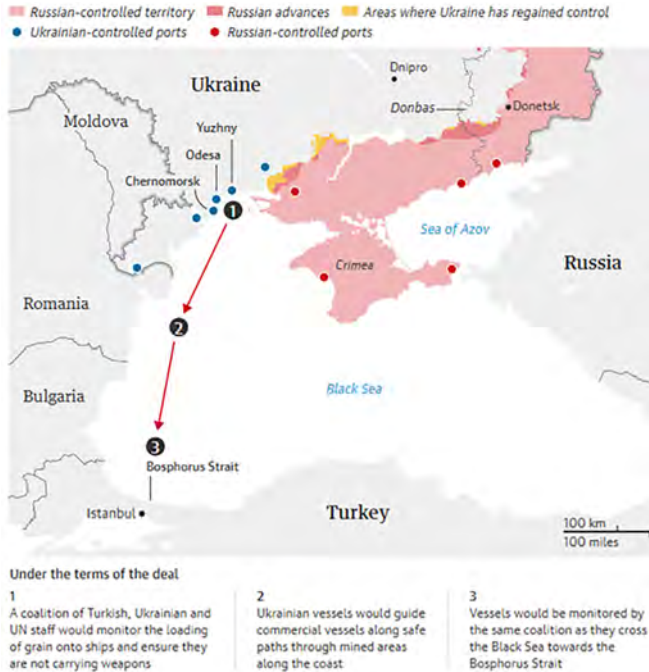 Russian-controlled territory Russian advances Areas where Ukraine has regained control
Ukrainian-controlled ports Russian-controlled ports
Dnipro
Ukraine
Donbas
Donetsk
Moldova
Yuzhny
Odesa
Chernomorsk
1
Sea of Azov
Crimea
Russia
Romania
2
Bulgaria
Black Sea
3
Bosphorus Strait
Istanbul
Turkey
100 km
100 miles
Under the terms of the deal
1
A coalition of Turkish, Ukrainian and
UN staff would monitor the loading
of grain onto ships and ensure they
are not carrying weapons
2
Ukrainian vessels would guide
commercial vessels along safe
paths through mined areas
along the coast
3
Vessels would be monitored by
the same coalition as they cross
the Black Sea towards the
Bosphorus Strait